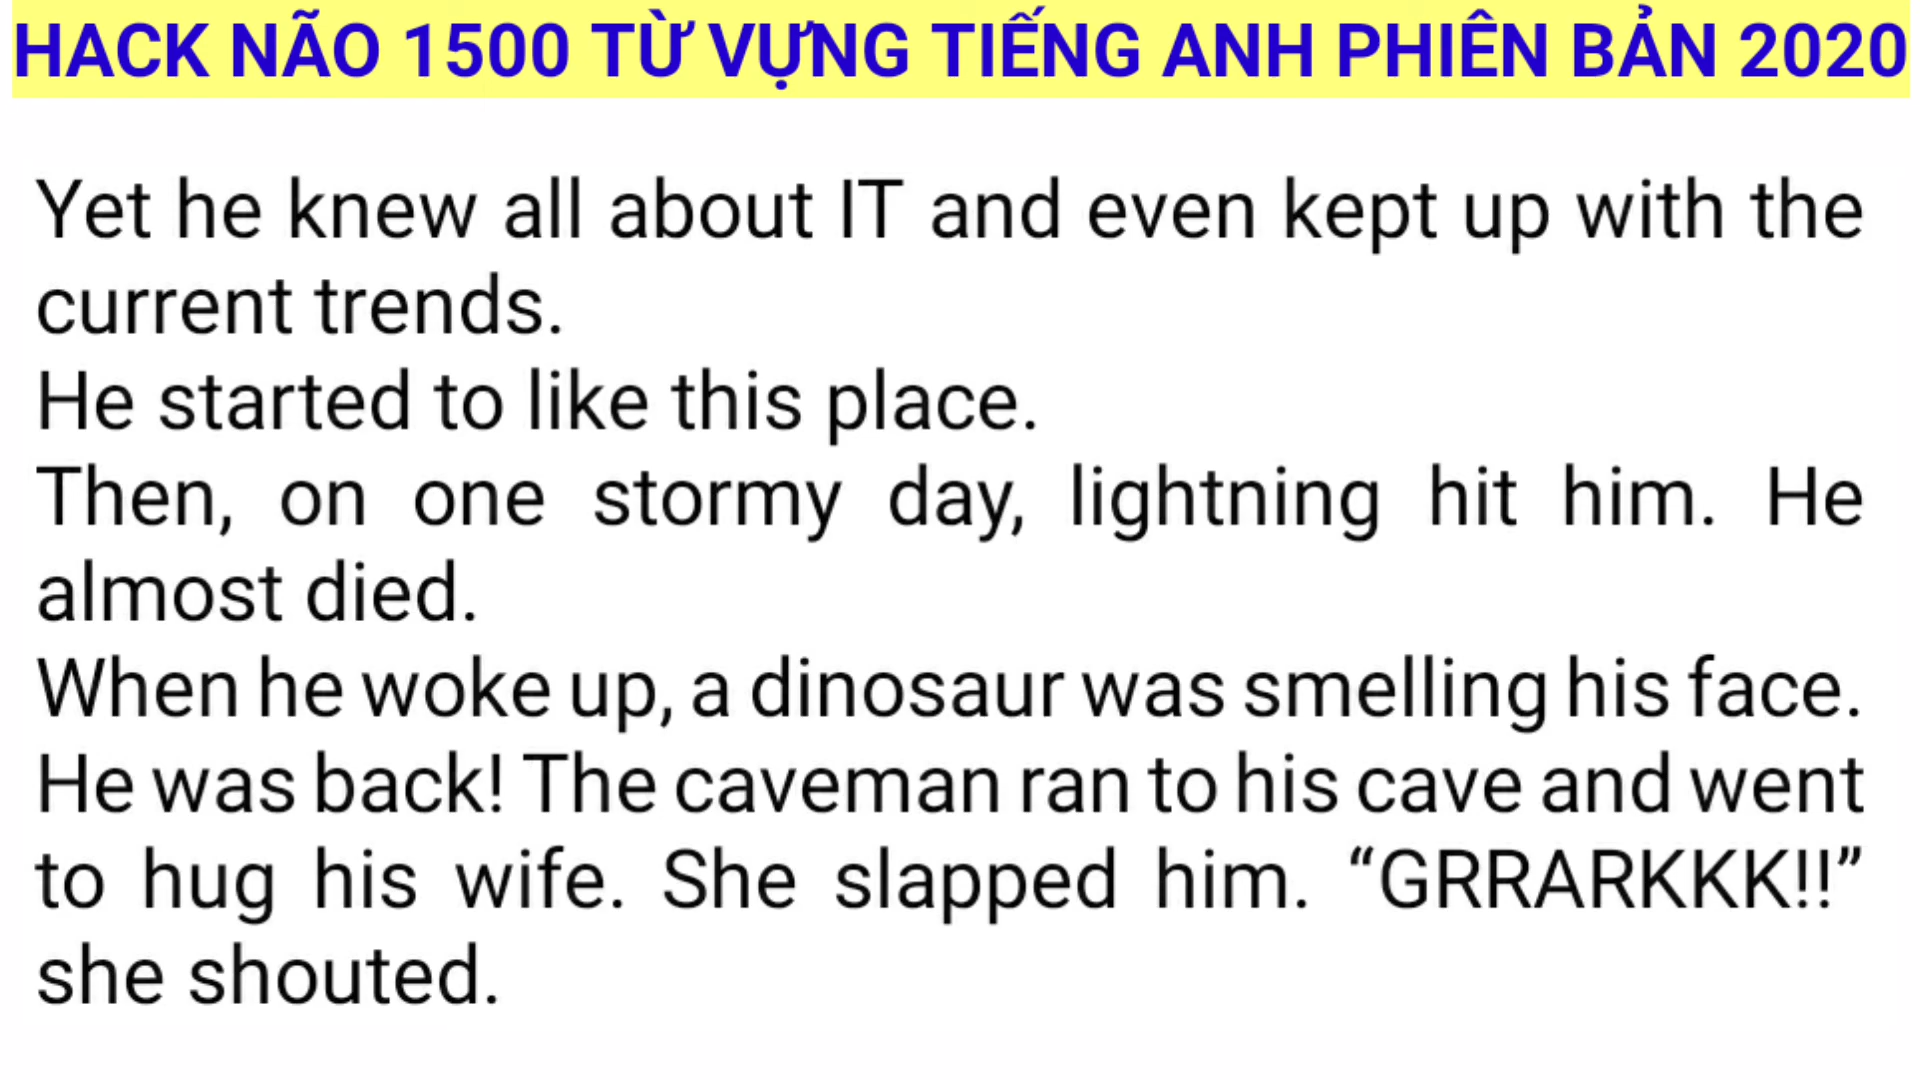 HACK NÃO 1500 TỪ VỰNG TIẾNG ANH PHIÊN BẢN 2020
Yet he knew all about IT and even kept up with the
current trends.
He started to like this place.
Then, on one stormy day, lightning hit him. He
almost died.
When he woke up, a dinosaur was smelling his face.
He was back! The caveman ran to his cave and went
to hug his wife. She slapped him. “GRRARKKK!!”
she shouted.